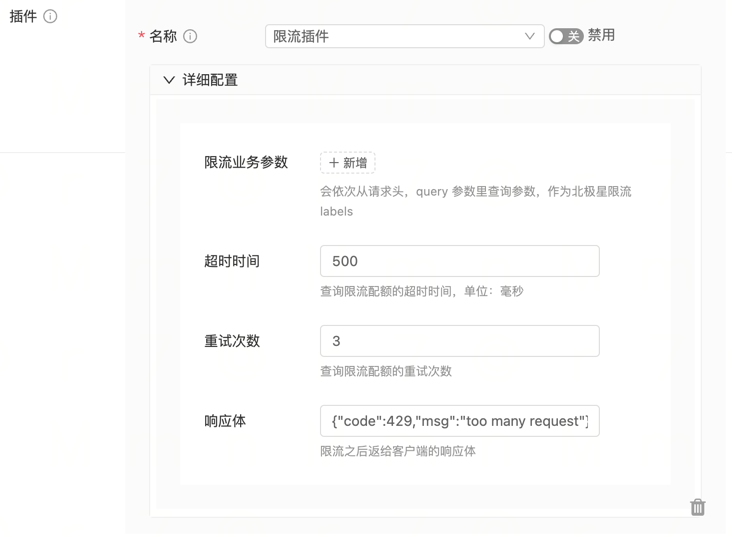 插件
* 名称
限流插件
关 禁用
详细配置
限流业务参数
+ 新增
会依次从请求头，query 参数里查询参数，作为北极星限流
labels
超时时间
500
查询限流配额的超时时间，单位：毫秒
重试次数
3
查询限流配额的重试次数
响应体
{"code":429,"msg":"too many request"}
限流之后返给客户端的响应体